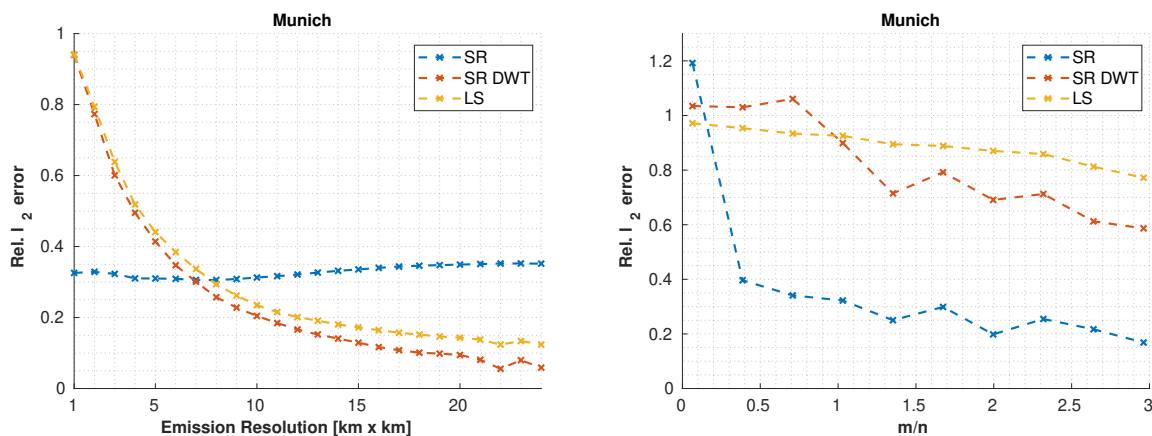 Munich
SR
SR DWT
LS
Rel. l 2 error
1
0.8
0.6
0.4
0.2
0
1 5 10 15 20
Emission Resolution [km x km]
Munich
SR
SR DWT
LS
Rel. l 2 error
1.2
1
0.8
0.6
0.4
0.2
0
0 0.5 1 1.5 2 2.5 3
m/n